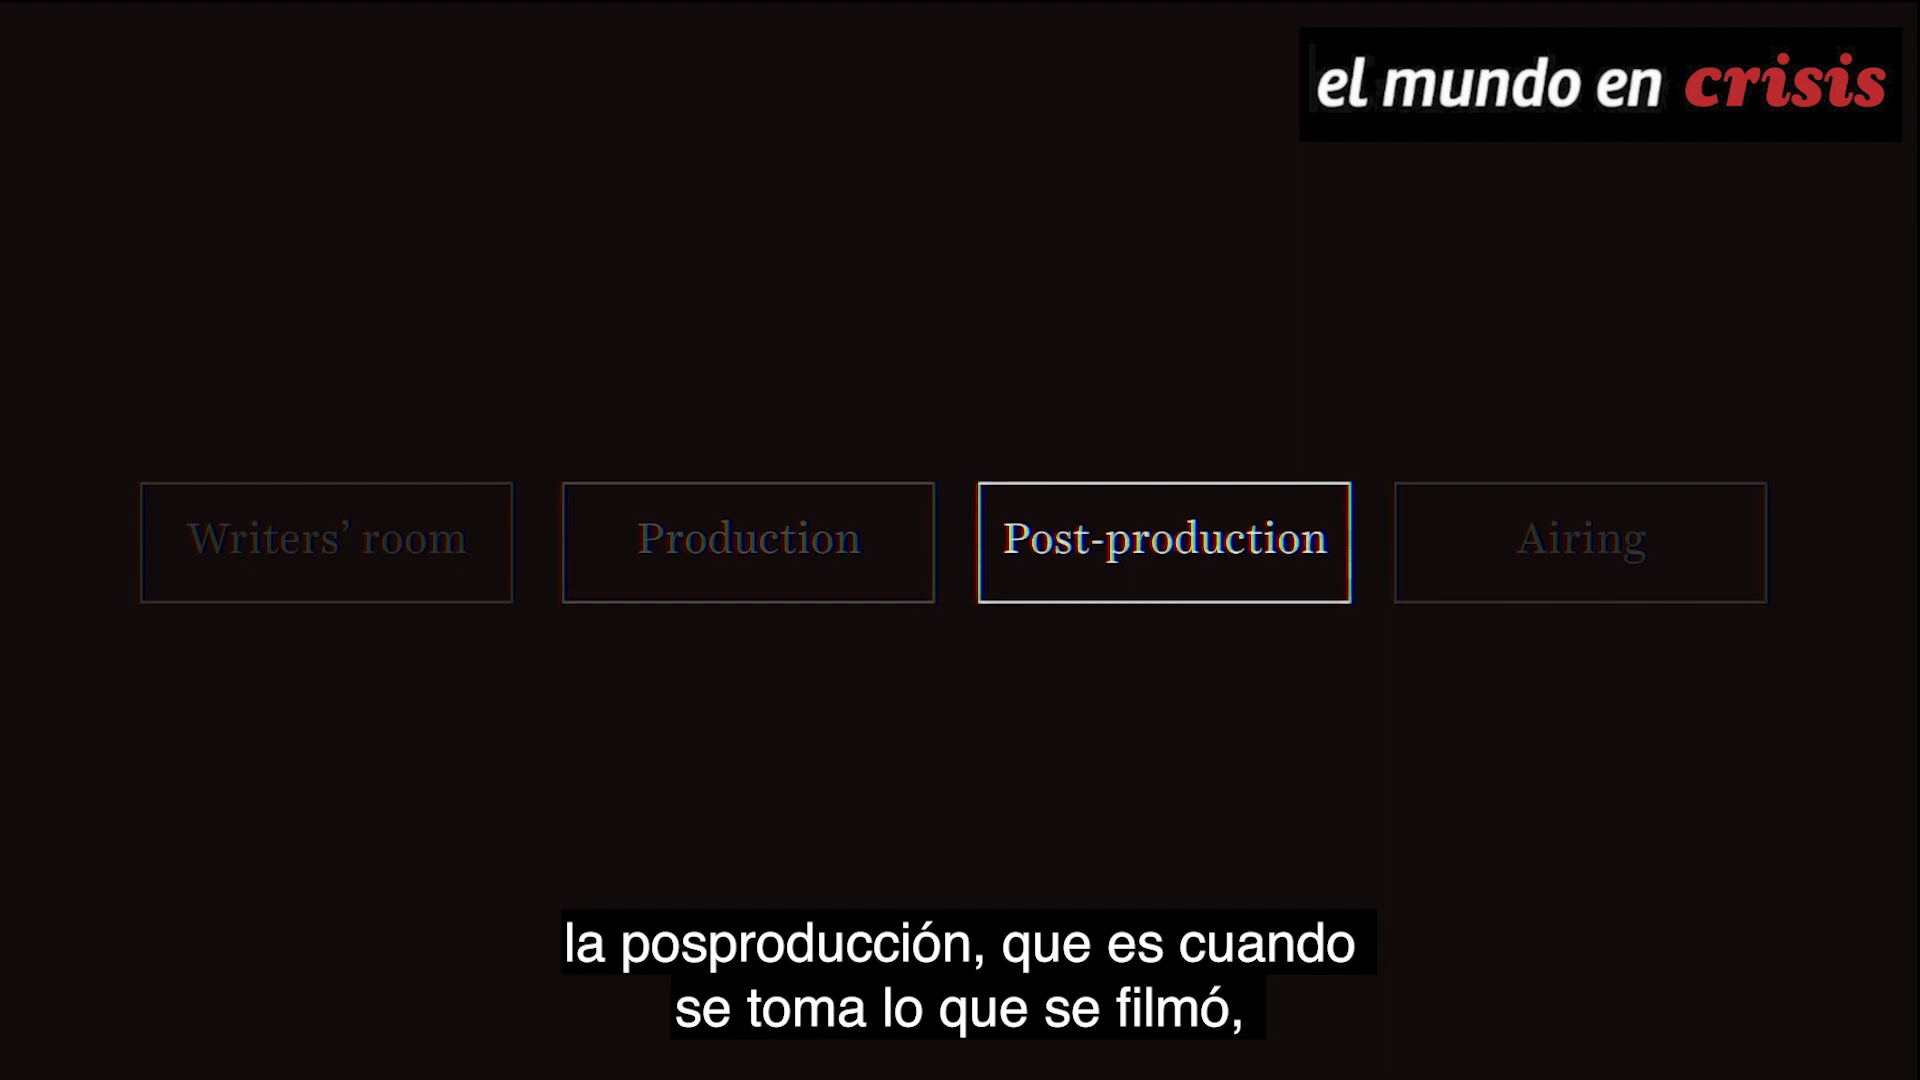 el mundo en crisis
Writers’ room
Production
Post-production
Airing
la posproducción, que es cuando
se toma lo que se filmó,